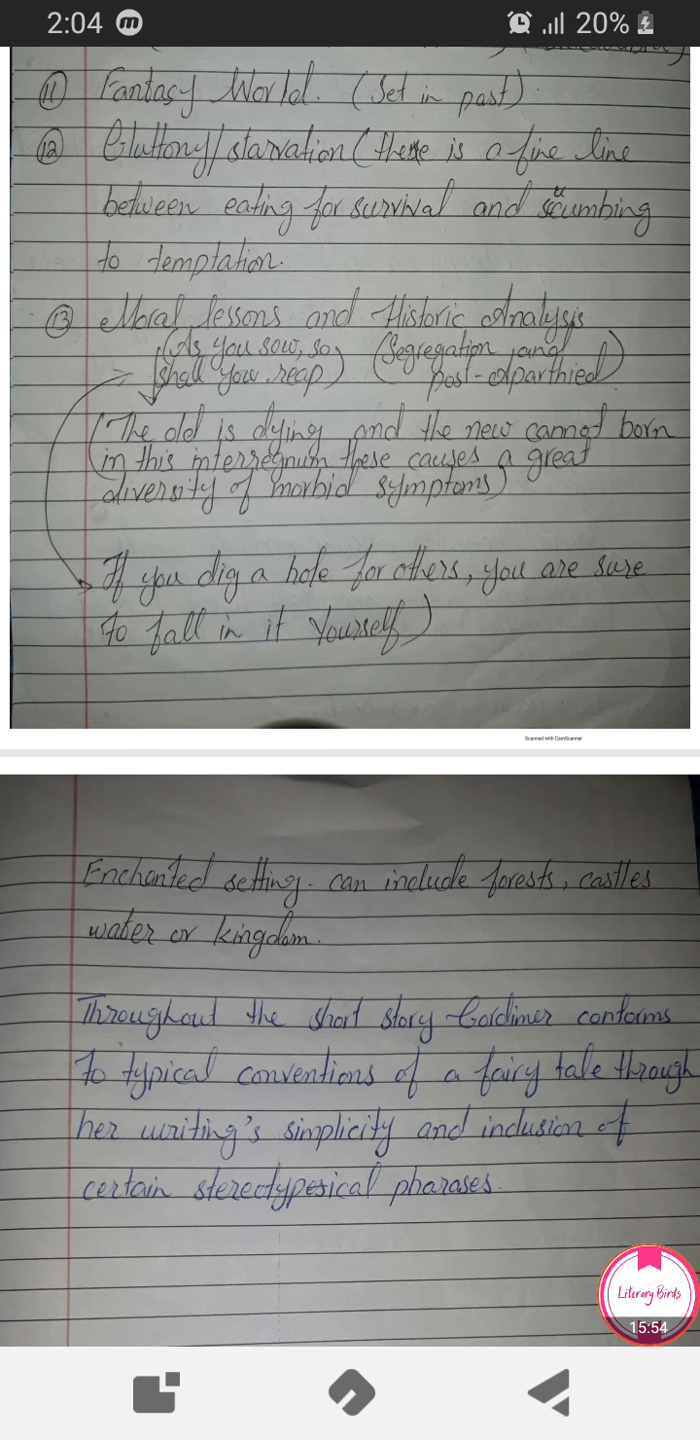 2:04 m 20%
(11) Fantasy World. (Set in past).
(12) Gluttony/starvation (there is a fine line
between eating for survival and scumbing
to temptation.
(13) Moral lessons and Historic Analysis
(As you sow, so (Segregation and
shall you reap) post-Aparthied)
(The old is dying and the new cannot born
in this interregnum these causes a great
diversity of morbid symptoms)
If you dig a hole for others, you are sure
to fall in it Yourself)
Scanned with CamScanner
Enchanted setting - can include forests, castles
water or kingdom.
Throughout the short story Gordimer conforms
to typical conventions of a fairy tale through
her writing's simplicity and inclusion of
certain stereotypesical pharases.
Literary Birds
15:54